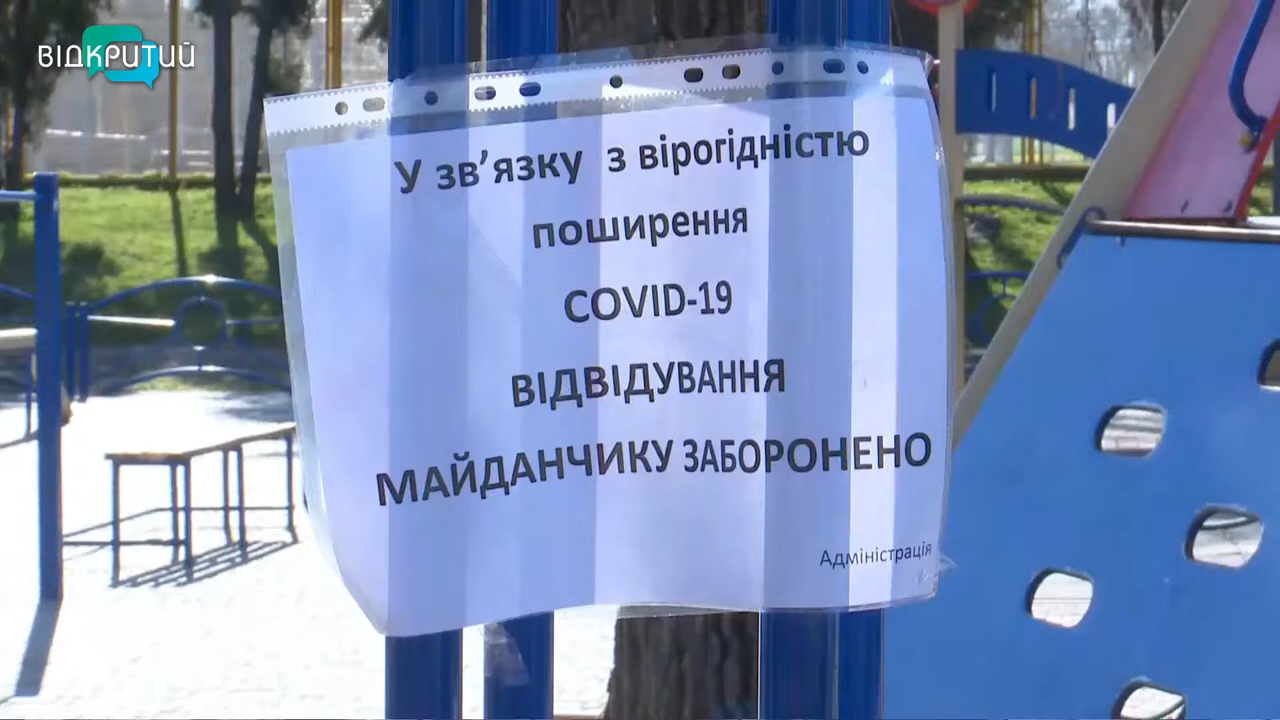 ВІДКРИТИЙ
У зв’язку з вірогідністю
поширення
COVID-19
ВІДВІДУВАННЯ
МАЙДАНЧИКУ ЗАБОРОНЕНО
Адміністрація